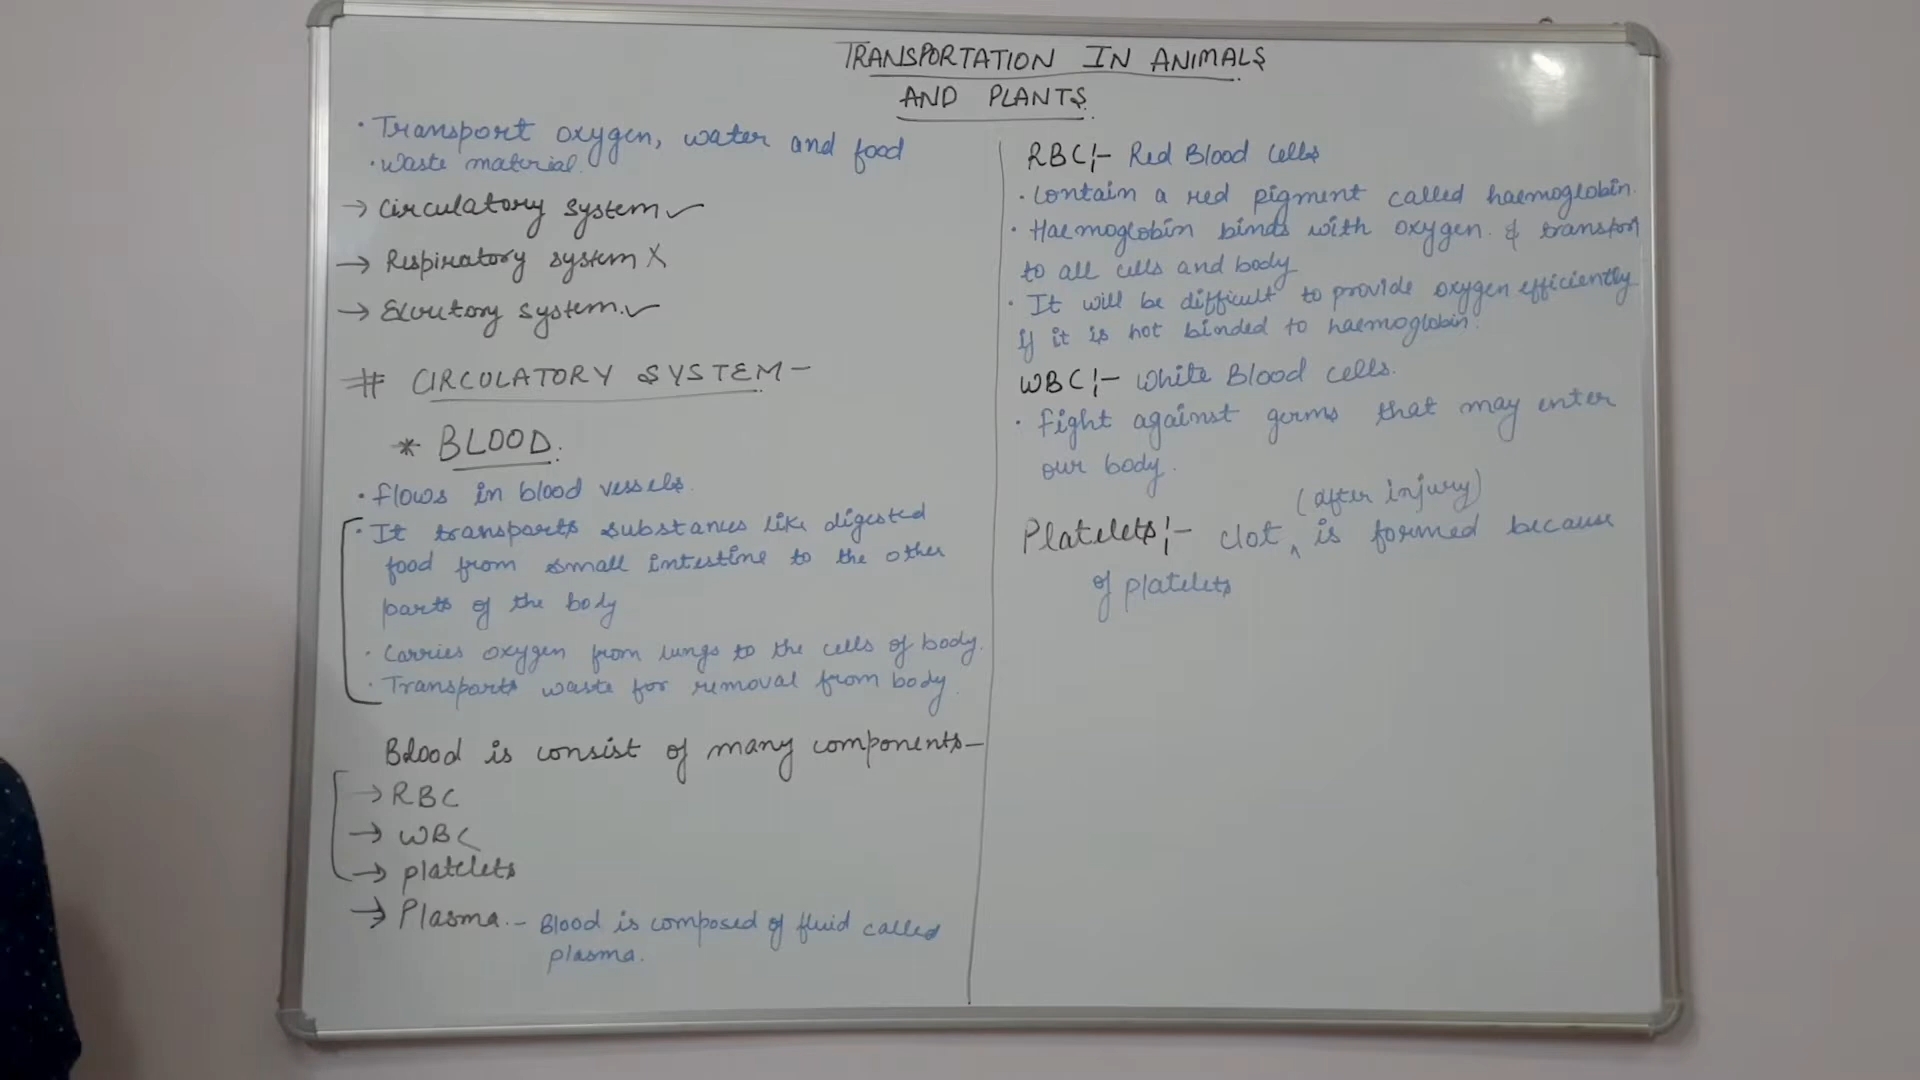 TRANSPORTATION IN ANIMALS
AND PLANTS.
· Transport oxygen, water and food
· Waste material.
→ Circulatory system ✓
→ Respiratory system X
→ Excretory system. ✓
# CIRCULATORY SYSTEM -
* BLOOD.
· flows in blood vessels.
· It transports substances like digested
food from small intestine to the other
parts of the body
· Carries oxygen from lungs to the cells of body.
· Transports waste for removal from body.
Blood is consist of many components-
→ RBC
→ WBC
→ platelets
→ Plasma. - Blood is composed of fluid called
plasma.
RBC:- Red Blood Cells
· Contain a red pigment called haemoglobin.
· Haemoglobin binds with oxygen. & transport
to all cells and body
· It will be difficult to provide oxygen efficiently
if it is not binded to haemoglobin.
WBC:- White Blood cells.
· fight against germs that may enter
our body.
(after injury)
Platelets:- clot ^ is formed because
of platelets